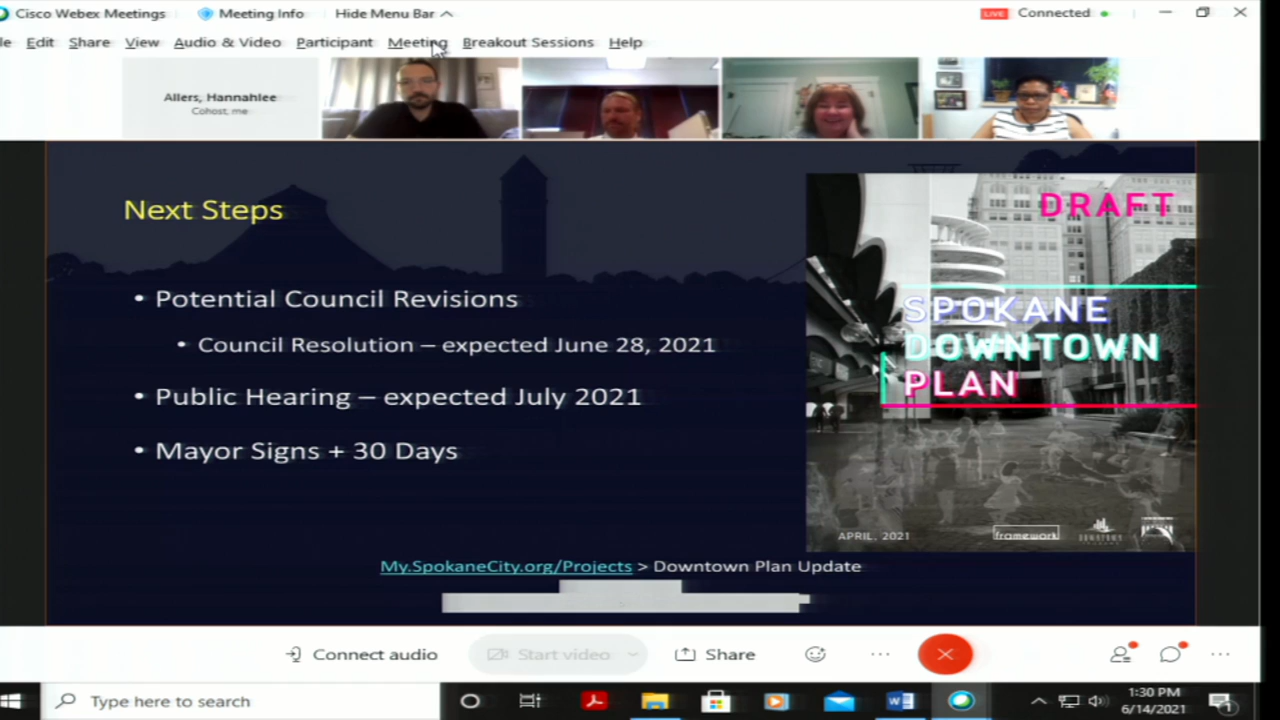 Cisco Webex Meetings
Meeting Info
Hide Menu Bar
LIVE
Connected
le Edit Share View Audio & Video Participant Meeting Breakout Sessions Help
Allers, Hannahlee
Cohost, me
Next Steps
• Potential Council Revisions
• Council Resolution – expected June 28, 2021
• Public Hearing – expected July 2021
• Mayor Signs + 30 Days
DRAFT
SPOKANE
DOWNTOWN
PLAN
APRIL, 2021
framework
My.SpokaneCity.org/Projects > Downtown Plan Update
Connect audio
Start video
Share
Type here to search
1:30 PM
6/14/2021
1